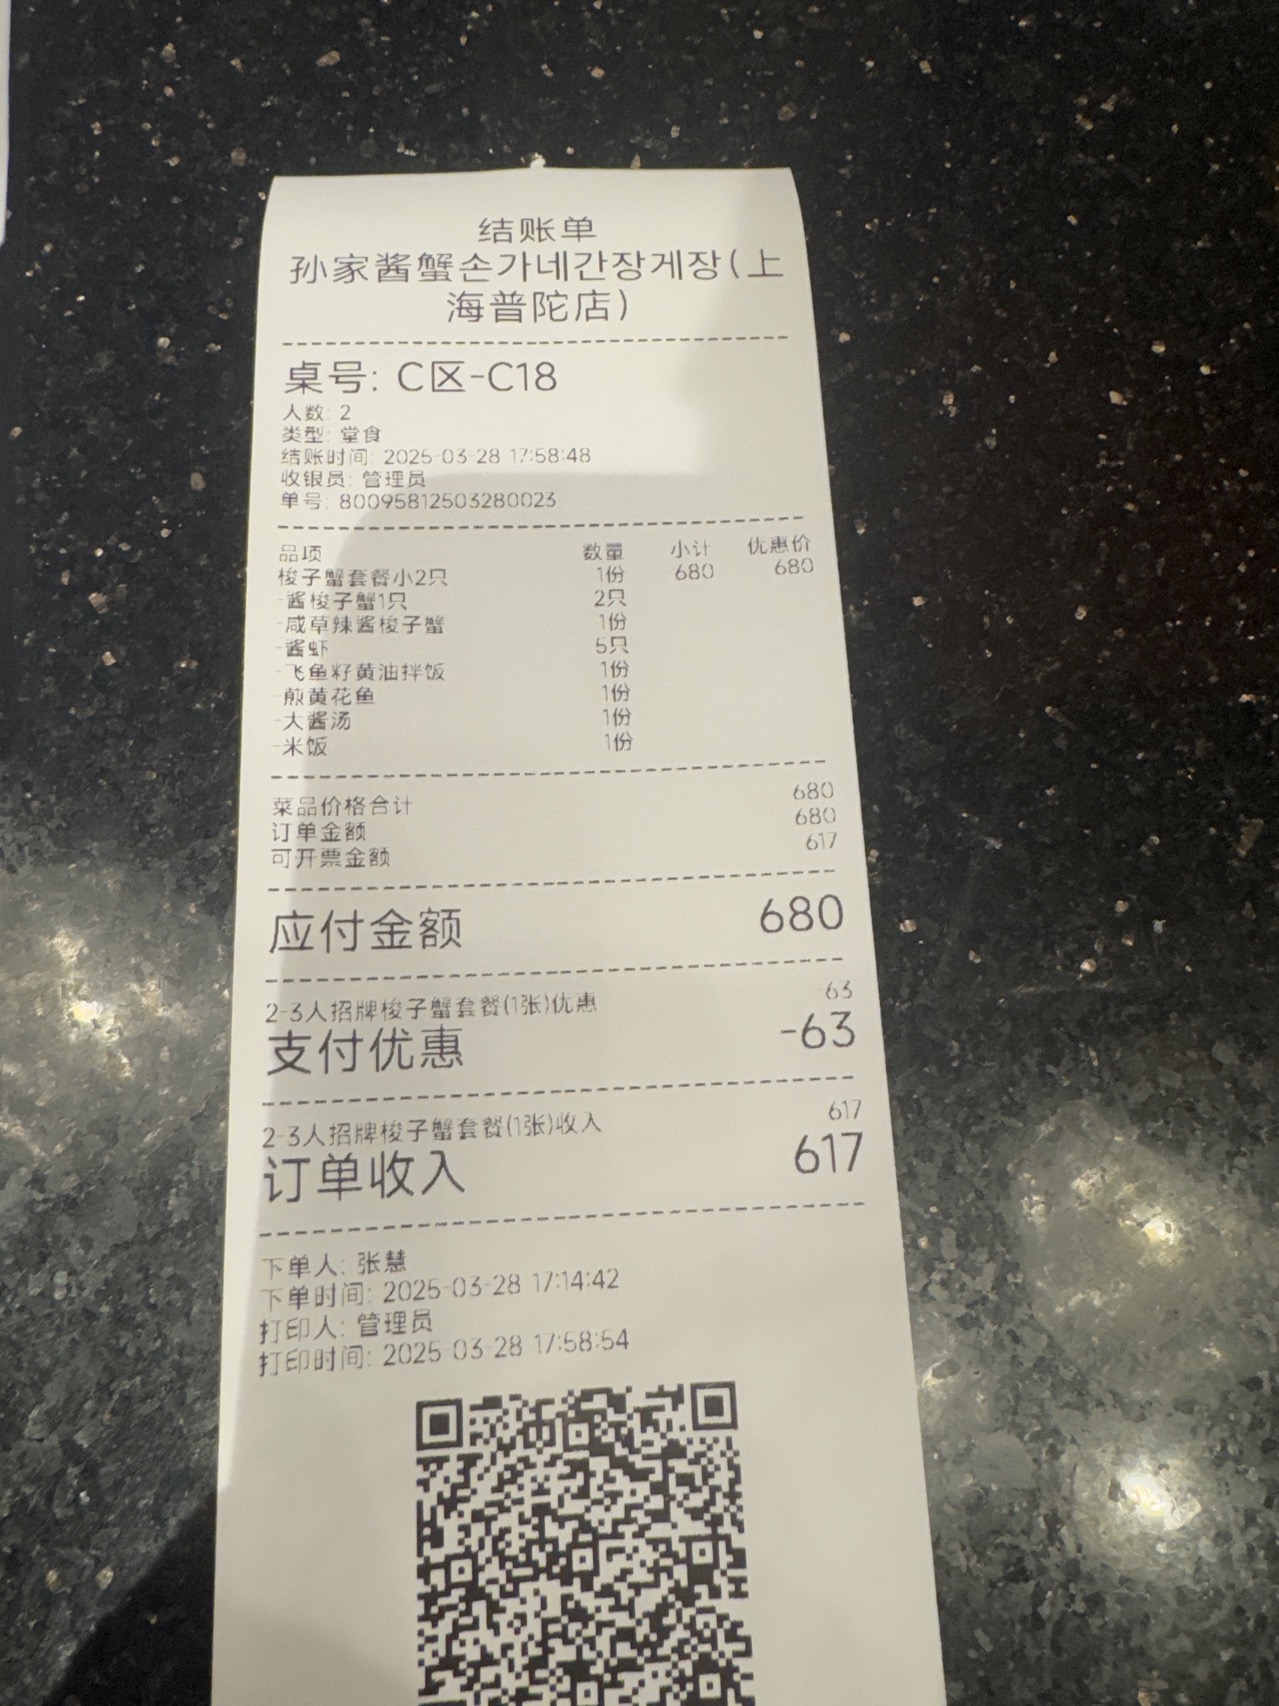 结账单
孙家酱蟹손가네간장게장(上
海普陀店)
桌号: C区-C18
人数: 2
类型: 堂食
结账时间: 2025-03-28 17:58:48
收银员: 管理员
单号: 80095812503280023
品项 数量 小计 优惠价
梭子蟹套餐小2只 1份 680 680
-酱梭子蟹1只 2只
-咸草辣酱梭子蟹 1份
-酱虾 5只
-飞鱼籽黄油拌饭 1份
-煎黄花鱼 1份
-大酱汤 1份
-米饭 1份
菜品价格合计 680
订单金额 680
可开票金额 617
应付金额 680
2-3人招牌梭子蟹套餐(1张)优惠 -63
支付优惠 -63
2-3人招牌梭子蟹套餐(1张)收入 617
订单收入 617
下单人: 张慧
下单时间: 2025-03-28 17:14:42
打印人: 管理员
打印时间: 2025-03-28 17:58:54